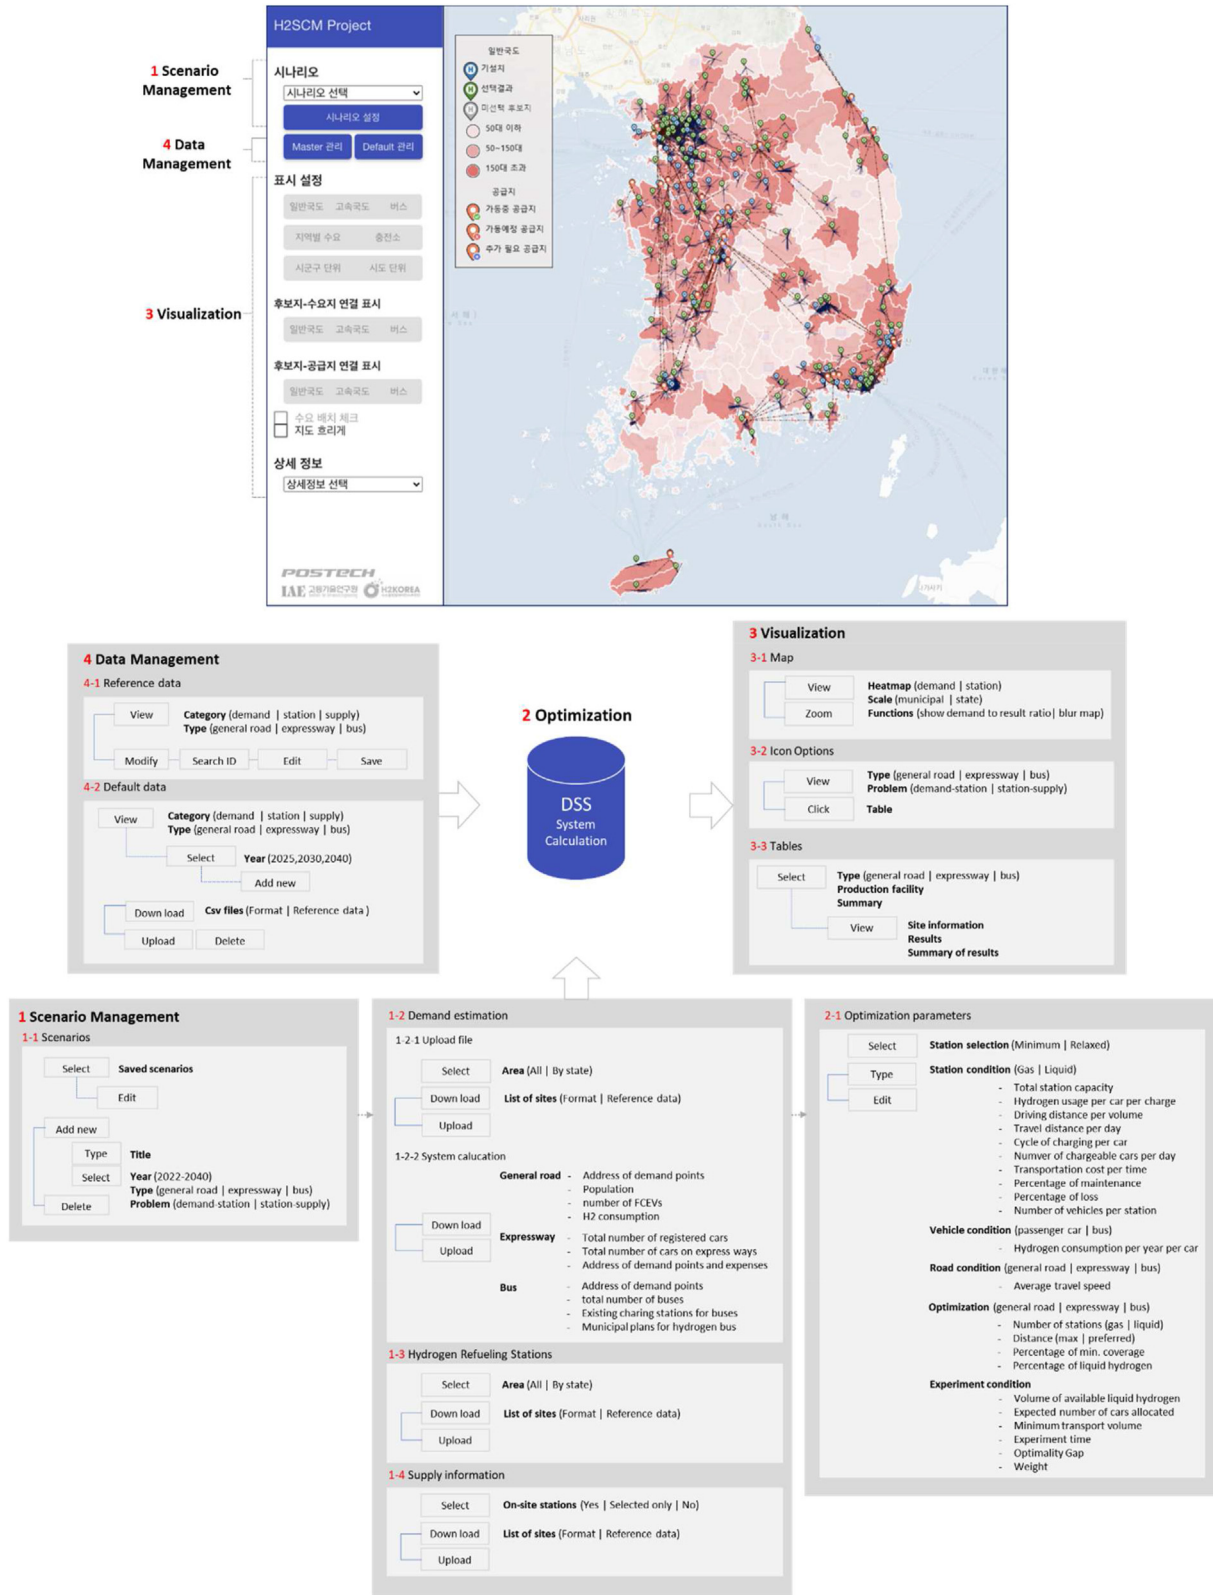 H2SCM Project
1 Scenario
Management
4 Data
Management
3 Visualization
시나리오
시나리오 선택
시나리오 설정
Master 관리 Default 관리
표시 설정
일반국도 고속국도 버스
지역별 수요 충전소
시군구 단위 시도 단위
후보지-수요지 연결 표시
일반국도 고속국도 버스
후보지-공급지 연결 표시
일반국도 고속국도 버스
수요 배치 체크
지도 흐리게
상세 정보
상세정보 선택
POSTECH
IAE 고등기술연구원 H2KOREA
일반국도
기설지
선택결과
미선택 후보지
50대 이하
50~150대
150대 초과
공급지
가동중 공급지
가동예정 공급지
추가 필요 공급지
남해
4 Data Management
4-1 Reference data
View Category (demand | station | supply)
Type (general road | expressway | bus)
Modify Search ID Edit Save
4-2 Default data
View Category (demand | station | supply)
Type (general road | expressway | bus)
Select Year (2025,2030,2040)
Add new
Down load Csv files (Format | Reference data )
Upload Delete
2 Optimization
DSS
System
Calculation
3 Visualization
3-1 Map
View Heatmap (demand | station)
Scale (municipal | state)
Zoom Functions (show demand to result ratio| blur map)
3-2 Icon Options
View Type (general road | expressway | bus)
Problem (demand-station | station-supply)
Click Table
3-3 Tables
Select Type (general road | expressway | bus)
Production facility
Summary
View Site information
Results
Summary of results
1 Scenario Management
1-1 Scenarios
Select Saved scenarios
Edit
Add new
Type Title
Select Year (2022-2040)
Type (general road | expressway | bus)
Delete Problem (demand-station | station-supply)
1-2 Demand estimation
1-2-1 Upload file
Select Area (All | By state)
Down load List of sites (Format | Reference data)
Upload
1-2-2 System calucation
General road - Address of demand points
- Population
- number of FCEVs
- H2 consumption
Down load
Upload
Expressway - Total number of registered cars
- Total number of cars on express ways
- Address of demand points and expenses
Bus - Address of demand points
- total number of buses
- Existing charing stations for buses
- Municipal plans for hydrogen bus
1-3 Hydrogen Refueling Stations
Select Area (All | By state)
Down load List of sites (Format | Reference data)
Upload
1-4 Supply information
Select On-site stations (Yes | Selected only | No)
Down load List of sites (Format | Reference data)
Upload
2-1 Optimization parameters
Select Station selection (Minimum | Relaxed)
Type Station condition (Gas | Liquid)
Edit
- Total station capacity
- Hydrogen usage per car per charge
- Driving distance per volume
- Travel distance per day
- Cycle of charging per car
- Numver of chargeable cars per day
- Transportation cost per time
- Percentage of maintenance
- Percentage of loss
- Number of vehicles per station
Vehicle condition (passenger car | bus)
- Hydrogen consumption per year per car
Road condition (general road | expressway | bus)
- Average travel speed
Optimization (general road | expressway | bus)
- Number of stations (gas | liquid)
- Distance (max | preferred)
- Percentage of min. coverage
- Percentage of liquid hydrogen
Experiment condition
- Volume of available liquid hydrogen
- Expected number of cars allocated
- Minimum transport volume
- Experiment time
- Optimality Gap
- Weight